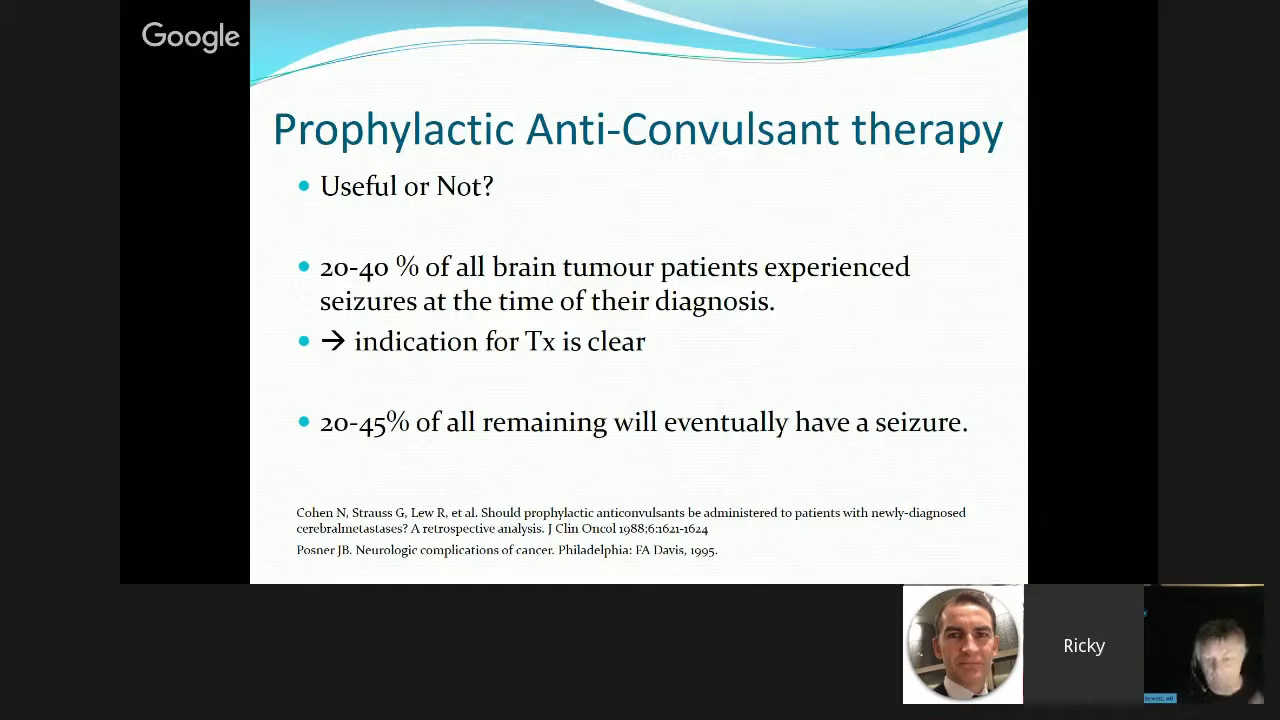 Google
Prophylactic Anti-Convulsant therapy
Useful or Not?
20-40 % of all brain tumour patients experienced
seizures at the time of their diagnosis.
→ indication for Tx is clear
20-45% of all remaining will eventually have a seizure.
Cohen N, Strauss G, Lew R, et al. Should prophylactic anticonvulsants be administered to patients with newly-diagnosed
cerebralmetastases? A retrospective analysis. J Clin Oncol 1988;6:1621-1624
Posner JB. Neurologic complications of cancer. Philadelphia: FA Davis, 1995.
Ricky